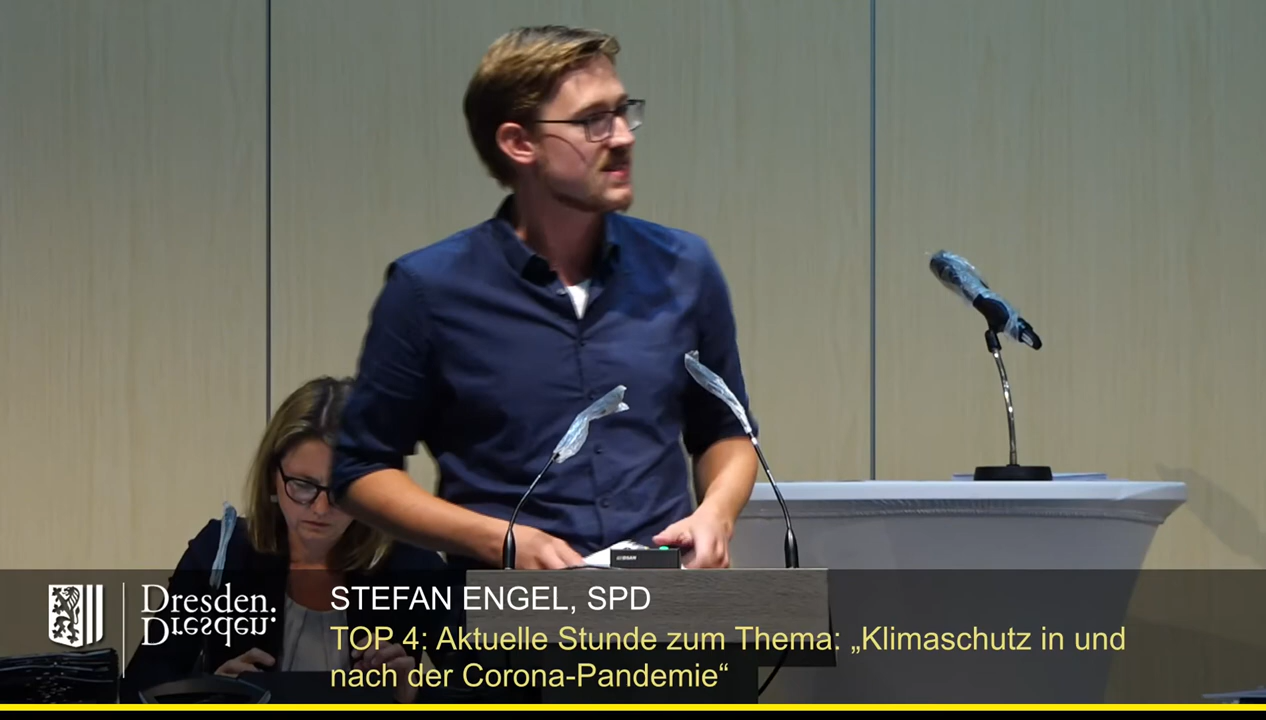 Dresden.
Dresden.
STEFAN ENGEL, SPD
TOP 4: Aktuelle Stunde zum Thema: „Klimaschutz in und
nach der Corona-Pandemie“